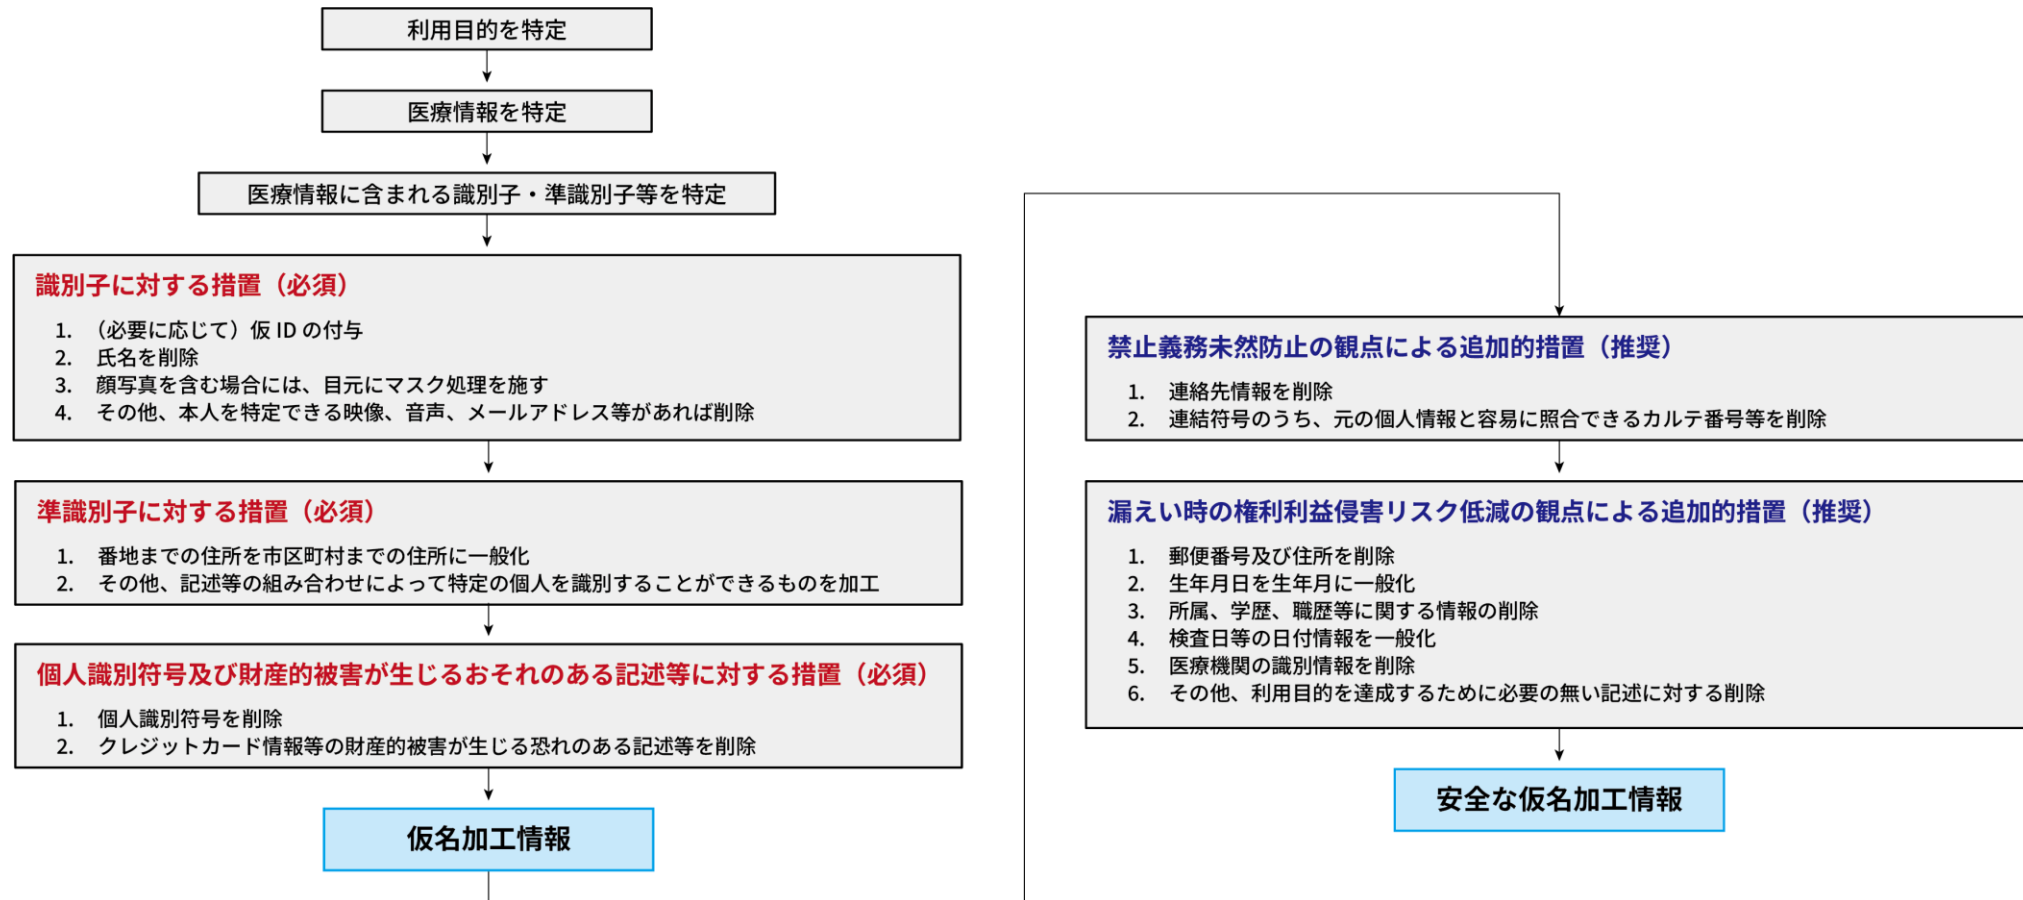 利用目的を特定
医療情報を特定
医療情報に含まれる識別子・準識別子等を特定
識別子に対する措置（必須）
1. （必要に応じて）仮 ID の付与
2. 氏名を削除
3. 顔写真を含む場合には、目元にマスク処理を施す
4. その他、本人を特定できる映像、音声、メールアドレス等があれば削除
準識別子に対する措置（必須）
1. 番地までの住所を市区町村までの住所に一般化
2. その他、記述等の組み合わせによって特定の個人を識別することができるものを加工
個人識別符号及び財産的被害が生じるおそれのある記述等に対する措置（必須）
1. 個人識別符号を削除
2. クレジットカード情報等の財産的被害が生じる恐れのある記述等を削除
仮名加工情報
禁止義務未然防止の観点による追加的措置（推奨）
1. 連絡先情報を削除
2. 連結符号のうち、元の個人情報と容易に照合できるカルテ番号等を削除
漏えい時の権利利益侵害リスク低減の観点による追加的措置（推奨）
1. 郵便番号及び住所を削除
2. 生年月日を生年月に一般化
3. 所属、学歴、職歴等に関する情報の削除
4. 検査日等の日付情報を一般化
5. 医療機関の識別情報を削除
6. その他、利用目的を達成するために必要の無い記述に対する削除
安全な仮名加工情報